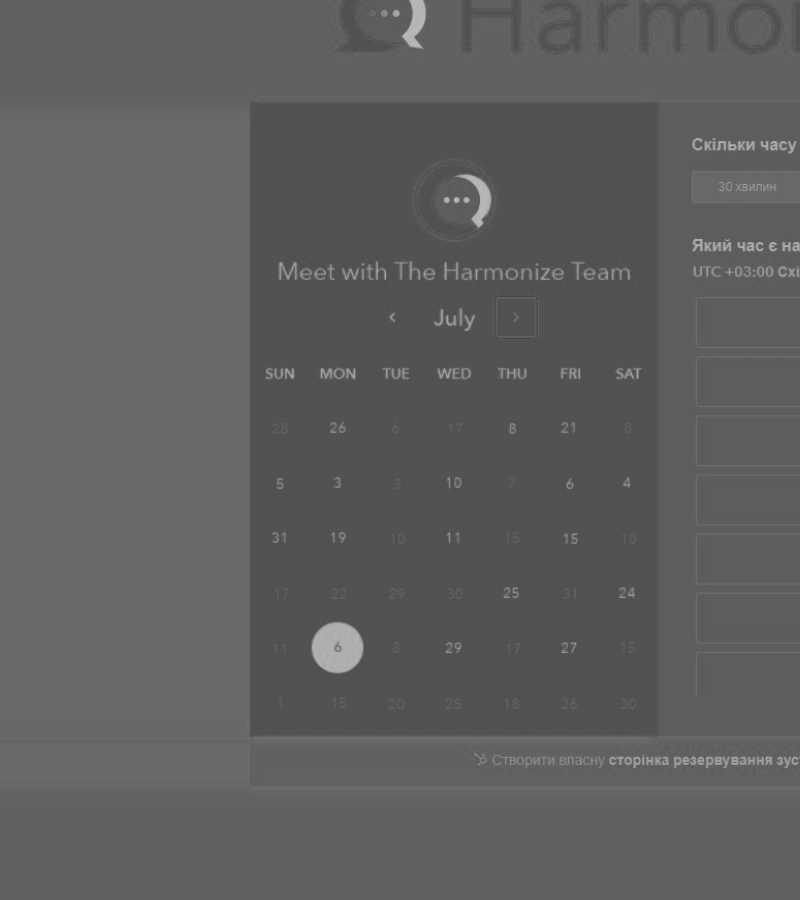 Harmo
Meet with The Harmonize Team
July
SUN MON TUE WED THU FRI SAT
28 26 6 17 8 21 8
5 3 3 10 7 6 4
31 19 10 11 15 15 10
17 22 29 30 25 31 24
11 6 8 29 17 27 15
1 15 20 25 18 26 30
Скільки часу
30 хвилин
Який час є на
UTC +03:00 Схі
Створити власну сторінка резервування зус